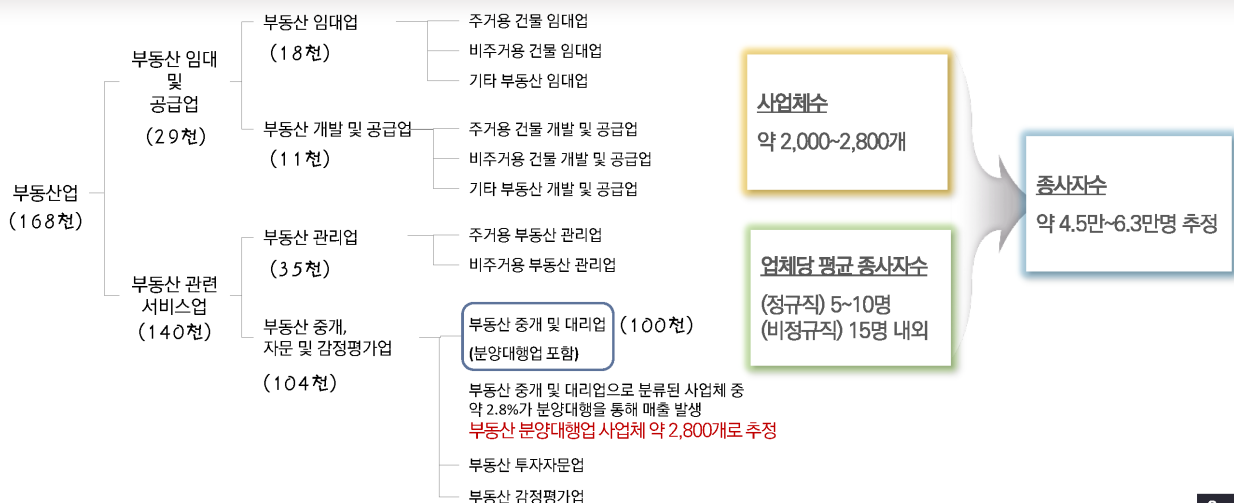 부동산업
(168천)
부동산 임대
및
공급업
(29천)
부동산 임대업
(18천)
주거용 건물 임대업
비주거용 건물 임대업
기타 부동산 임대업
부동산 개발 및 공급업
(11천)
주거용 건물 개발 및 공급업
비주거용 건물 개발 및 공급업
기타 부동산 개발 및 공급업
부동산 관련
서비스업
(140천)
부동산 관리업
(35천)
주거용 부동산 관리업
비주거용 부동산 관리업
부동산 중개,
자문 및 감정평가업
(104천)
부동산 중개 및 대리업 (100천)
(분양대행업 포함)
부동산 중개 및 대리업으로 분류된 사업체 중
약 2.8%가 분양대행을 통해 매출 발생
부동산 분양대행업 사업체 약 2,800개로 추정
부동산 투자자문업
부동산 감정평가업
사업체수
약 2,000~2,800개
업체당 평균 종사자수
(정규직) 5~10명
(비정규직) 15명 내외
종사자수
약 4.5만~6.3만명 추정